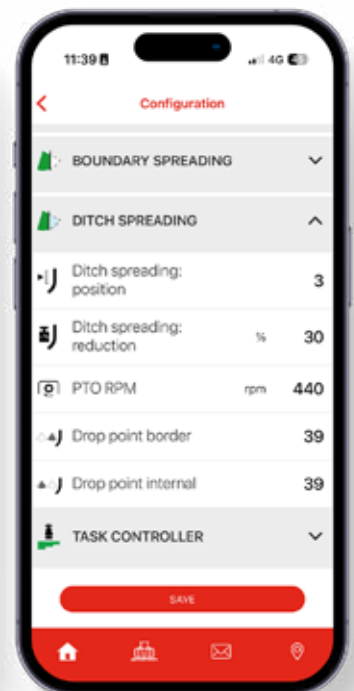 11:39
4G
Configuration
BOUNDARY SPREADING
DITCH SPREADING
Ditch spreading:
position 3
Ditch spreading:
reduction % 30
PTO RPM rpm 440
Drop point border 39
Drop point internal 39
TASK CONTROLLER
SAVE